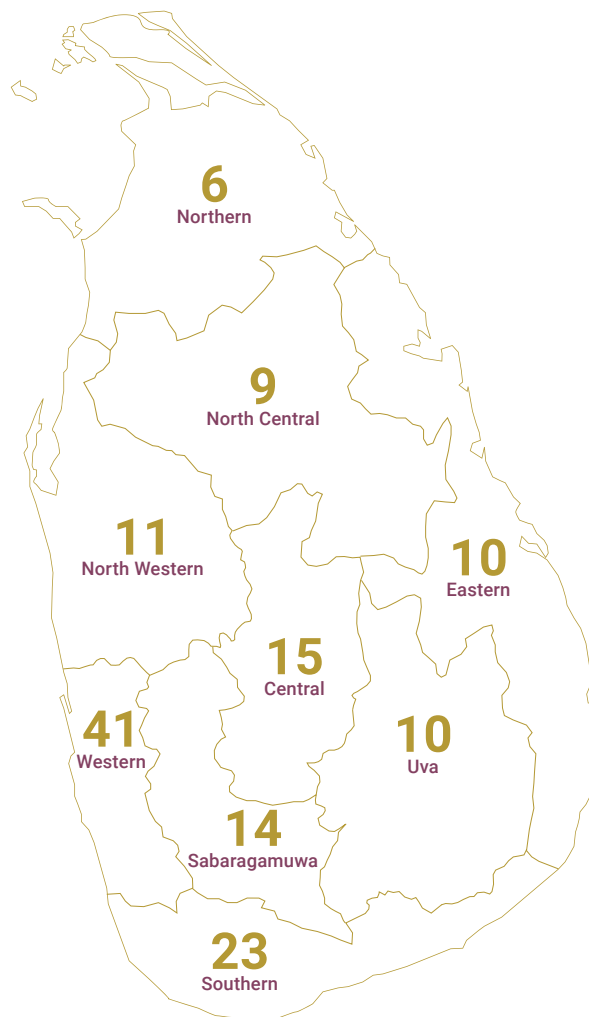 6
Northern
9
North Central
11
North Western
10
Eastern
15
Central
41
Western
10
Uva
14
Sabaragamuwa
23
Southern